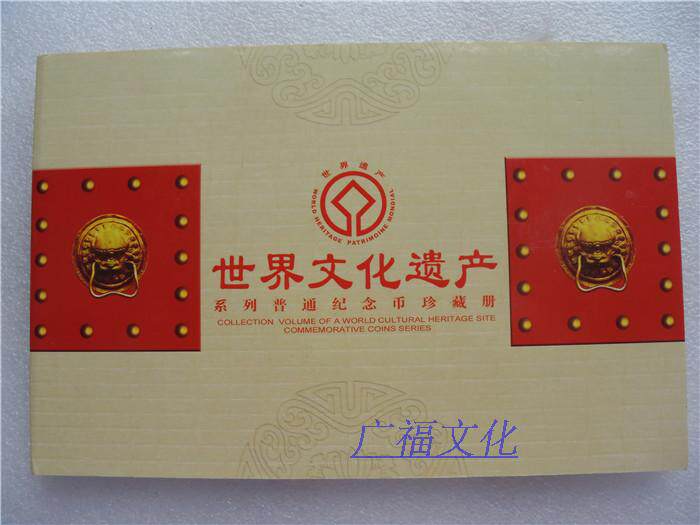 世界遗产
WORLD HERITAGE PATRIMOINE MONDIAL
世界文化遗产
系列普通纪念币珍藏册
COLLECTION VOLUME OF A WORLD CULTURAL HERITAGE SITE
COMMEMORATIVE COINS SERIES
广福文化